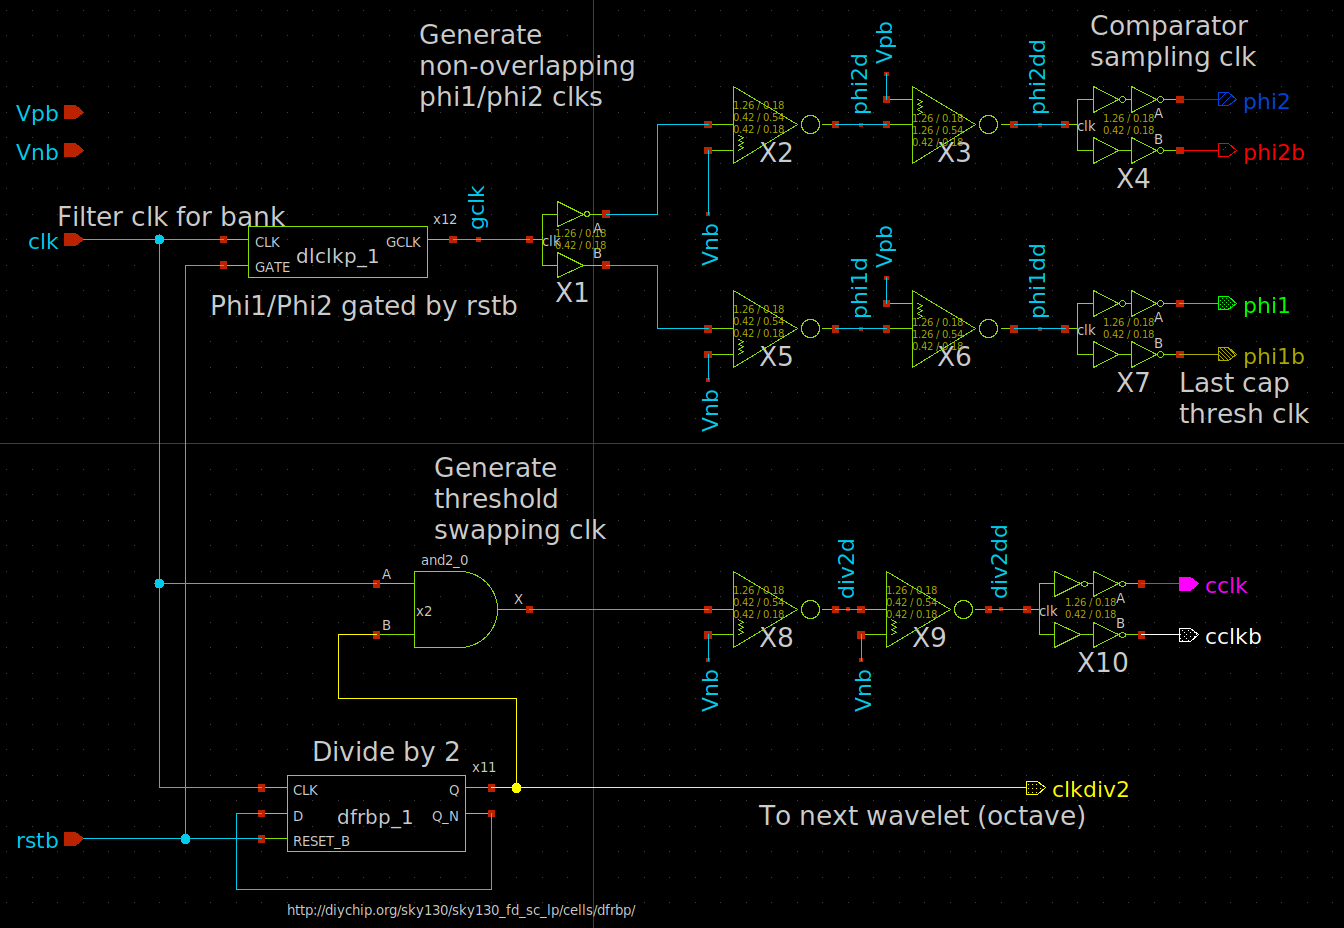 Generate
non-overlapping
phi1/phi2 clks
Comparator
sampling clk
Vpb
Vnb
Filter clk for bank
clk
CLK
GATE
dlclkp_1
GCLK
x12
gclk
Phi1/Phi2 gated by rstb
clk
A
1.26 / 0.18
0.42 / 0.18
B
X1
1.26 / 0.18
0.42 / 0.54
0.42 / 0.18
X2
Vnb
phi2d
Vpb
1.26 / 0.18
1.26 / 0.54
0.42 / 0.18
X3
phi2dd
clk
1.26 / 0.18
0.42 / 0.18
A
B
X4
phi2
phi2b
1.26 / 0.18
0.42 / 0.54
0.42 / 0.18
X5
Vnb
phi1d
Vpb
1.26 / 0.18
1.26 / 0.54
0.42 / 0.18
X6
phi1dd
clk
1.26 / 0.18
0.42 / 0.18
A
B
X7
phi1
phi1b
Last cap
thresh clk
Generate
threshold
swapping clk
and2_0
A
x2
B
X
1.26 / 0.18
0.42 / 0.54
0.42 / 0.18
X8
Vnb
div2d
1.26 / 0.18
0.42 / 0.54
0.42 / 0.18
X9
Vnb
div2dd
clk
1.26 / 0.18
0.42 / 0.18
A
B
X10
cclk
cclkb
Divide by 2
x11
CLK
Q
D
dfrbp_1
Q_N
RESET_B
rstb
clkdiv2
To next wavelet (octave)
http://diychip.org/sky130/sky130_fd_sc_lp/cells/dfrbp/